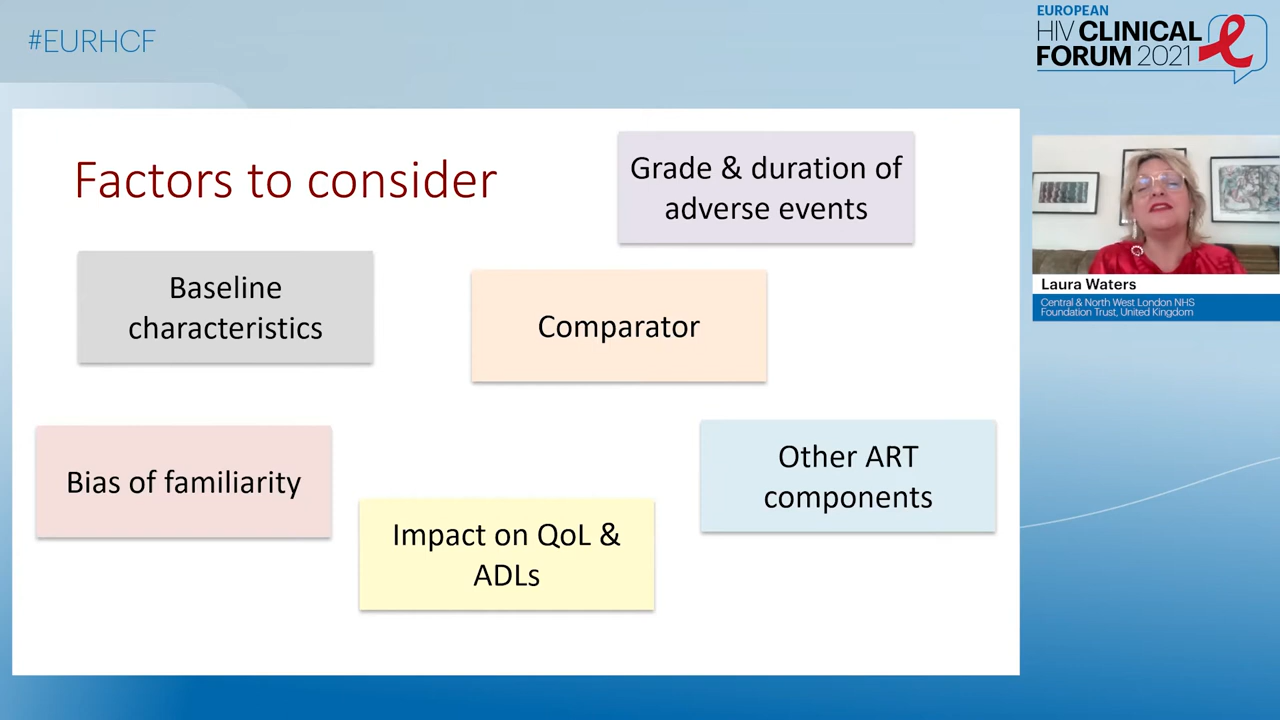 #EURHCF
EUROPEAN
HIV CLINICAL
FORUM 2021
Factors to consider
Grade & duration of
adverse events
Baseline
characteristics
Comparator
Bias of familiarity
Other ART
components
Impact on QoL &
ADLs
Laura Waters
Central & North West London NHS
Foundation Trust, United Kingdom